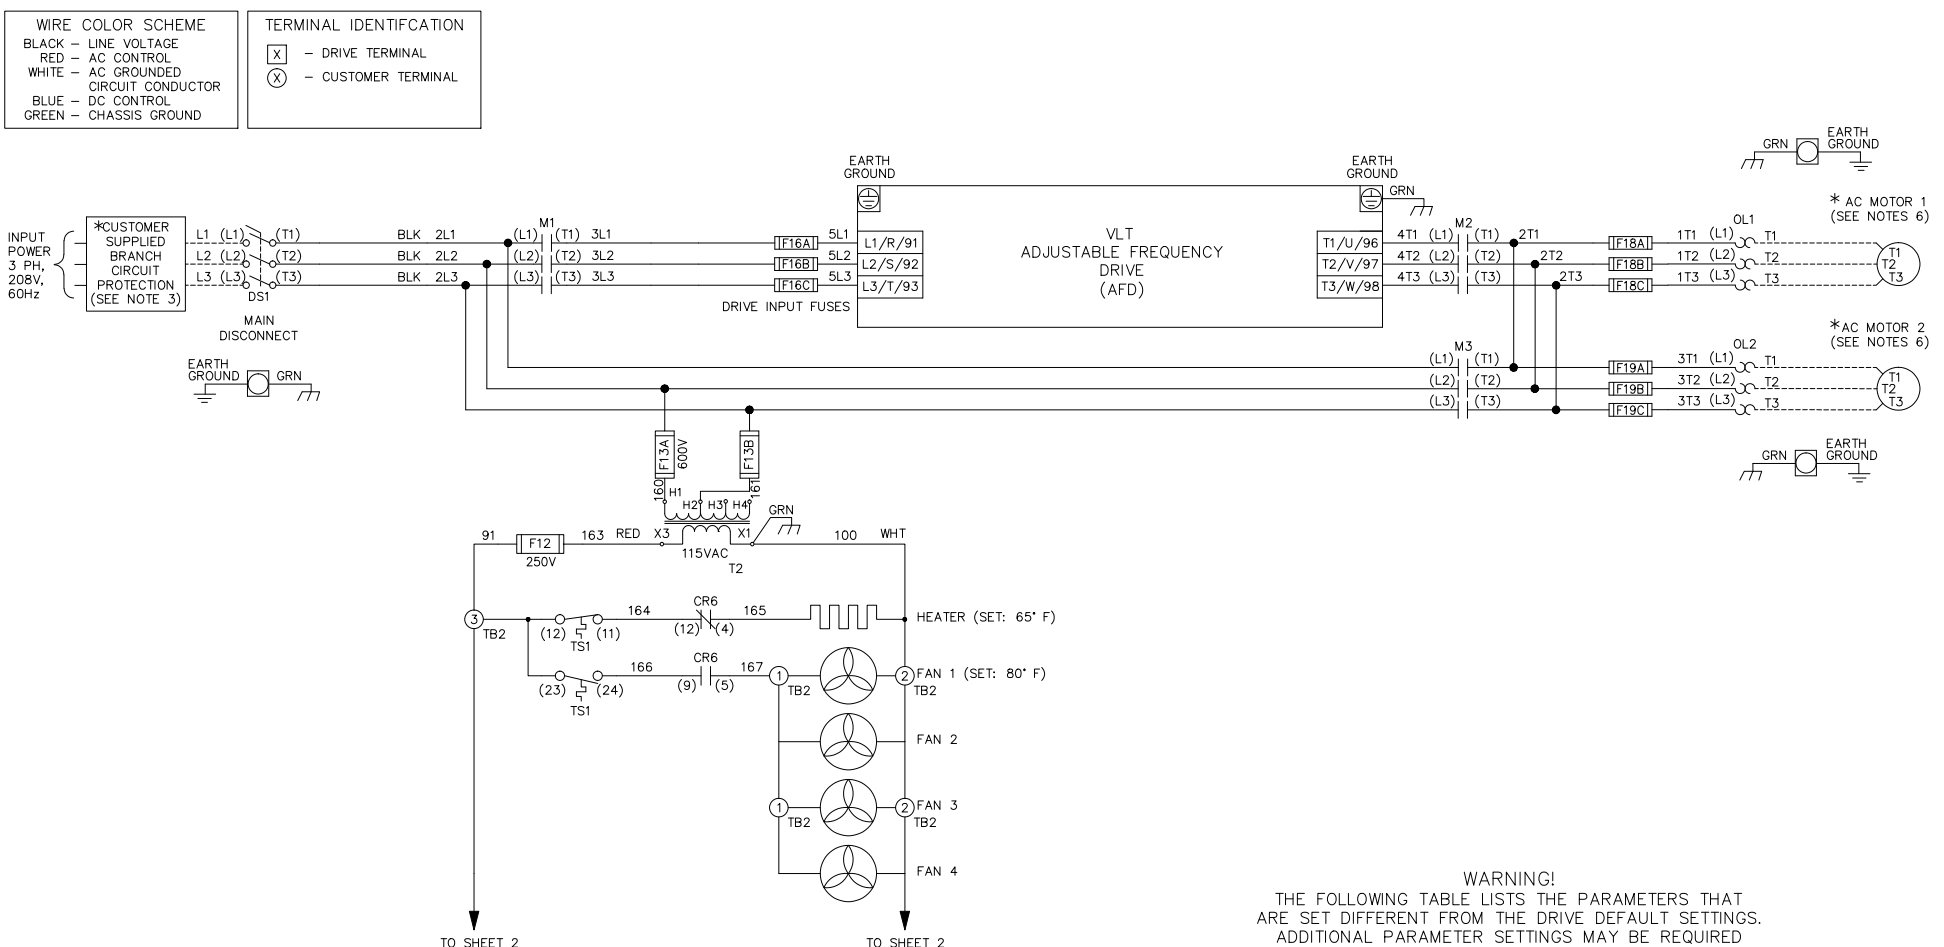 WIRE COLOR SCHEME
BLACK – LINE VOLTAGE
RED – AC CONTROL
WHITE – AC GROUNDED
CIRCUIT CONDUCTOR
BLUE – DC CONTROL
GREEN – CHASSIS GROUND
TERMINAL IDENTIFCATION
X – DRIVE TERMINAL
X – CUSTOMER TERMINAL
INPUT
POWER
3 PH,
208V,
60Hz
*CUSTOMER
SUPPLIED
BRANCH
CIRCUIT
PROTECTION
(SEE NOTE 3)
L1 (L1) (T1) BLK 2L1 (L1) M1 (T1) 3L1 F16A 5L1 L1/R/91
L2 (L2) (T2) BLK 2L2 (L2) (T2) 3L2 F16B 5L2 L2/S/92
L3 (L3) (T3) BLK 2L3 (L3) (T3) 3L3 F16C 5L3 L3/T/93
DS1
MAIN
DISCONNECT
DRIVE INPUT FUSES
EARTH
GROUND GRN
EARTH
GROUND
VLT
ADJUSTABLE FREQUENCY
DRIVE
(AFD)
EARTH
GROUND
GRN
T1/U/96 4T1 (L1) M2 (T1) 2T1 F18A 1T1 (L1) OL1 T1
T2/V/97 4T2 (L2) (T2) 2T2 F18B 1T2 (L2) T2
T3/W/98 4T3 (L3) (T3) 2T3 F18C 1T3 (L3) T3
GRN EARTH
GROUND
* AC MOTOR 1
(SEE NOTES 6)
T1
T2
T3
*AC MOTOR 2
(SEE NOTES 6)
M3
(L1) (T1) F19A 3T1 (L1) OL2 T1
(L2) (T2) F19B 3T2 (L2) T2
(L3) (T3) F19C 3T3 (L3) T3
T1
T2
T3
GRN EARTH
GROUND
F13A
600V
F13B
160
161
H1
H2 H3 H4
GRN
91 F12 163 RED X3 X1 100 WHT
250V
115VAC
T2
3
TB2
(12) (11)
TS1
164
CR6
(12) (4)
165
HEATER (SET: 65° F)
(23) (24)
TS1
166
CR6
(9) (5)
167
1
TB2
2
TB2
FAN 1 (SET: 80° F)
FAN 2
1
TB2
2
TB2
FAN 3
FAN 4
TO SHEET 2
TO SHEET 2
WARNING!
THE FOLLOWING TABLE LISTS THE PARAMETERS THAT
ARE SET DIFFERENT FROM THE DRIVE DEFAULT SETTINGS.
ADDITIONAL PARAMETER SETTINGS MAY BE REQUIRED